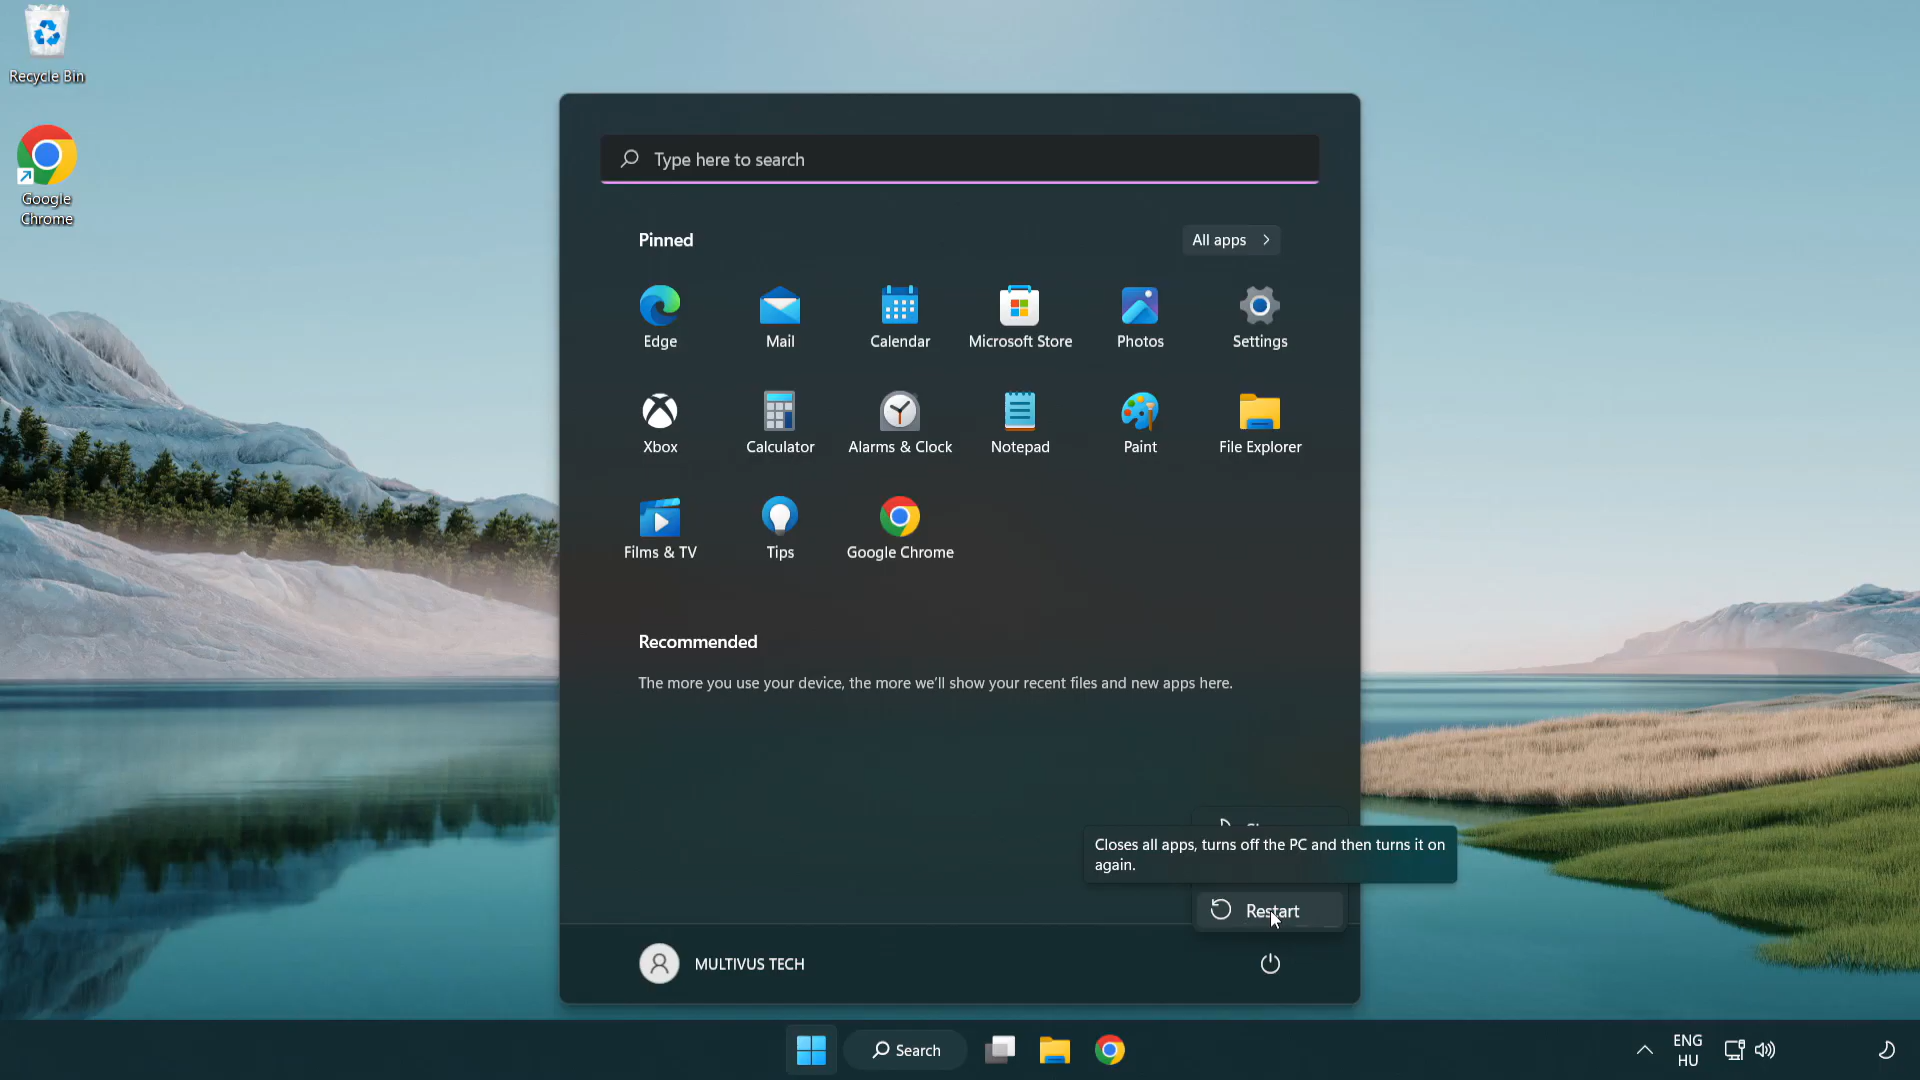 Recycle Bin
Google
Chrome
Type here to search
Pinned
All apps
Edge
Mail
Calendar
Microsoft Store
Photos
Settings
Xbox
Calculator
Alarms & Clock
Notepad
Paint
File Explorer
Films & TV
Tips
Google Chrome
Recommended
The more you use your device, the more we'll show your recent files and new apps here.
Closes all apps, turns off the PC and then turns it on
again.
Restart
MULTIVUS TECH
Search
ENG
HU